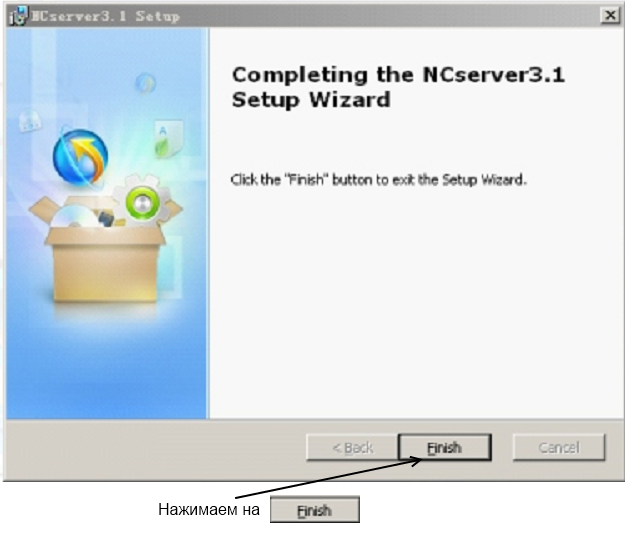 NCserver3.1 Setup
Completing the NCserver3.1
Setup Wizard
Click the "Finish" button to exit the Setup Wizard.
< Back
Finish
Cancel
Нажимаем на Finish
A